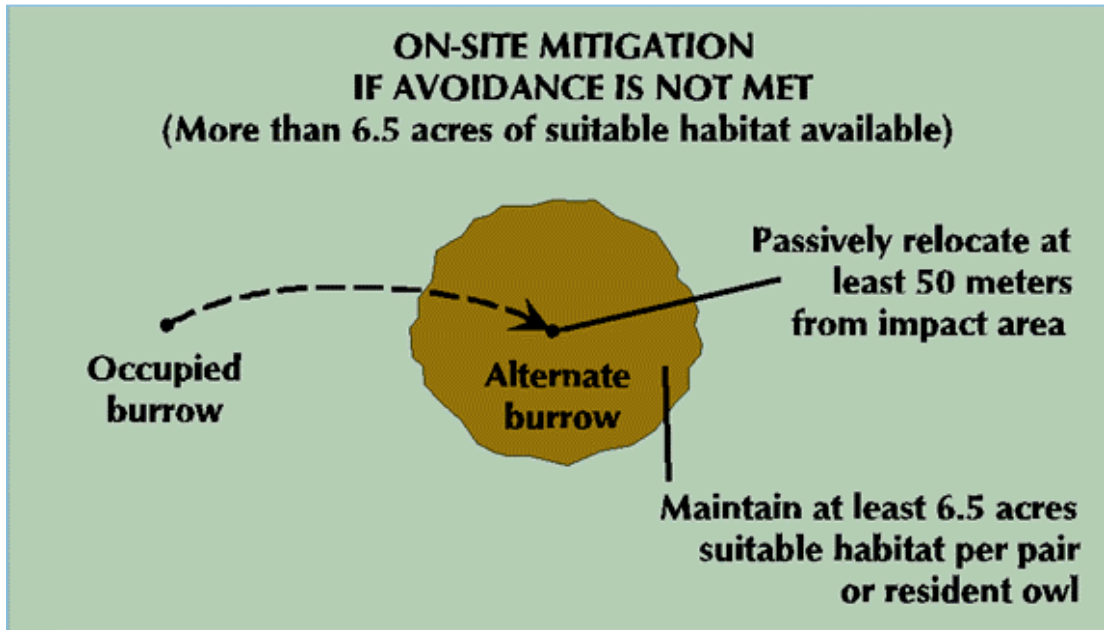 ON-SITE MITIGATION
IF AVOIDANCE IS NOT MET
(More than 6.5 acres of suitable habitat available)
Passively relocate at
least 50 meters
from impact area
Occupied
burrow
Alternate
burrow
Maintain at least 6.5 acres
suitable habitat per pair
or resident owl